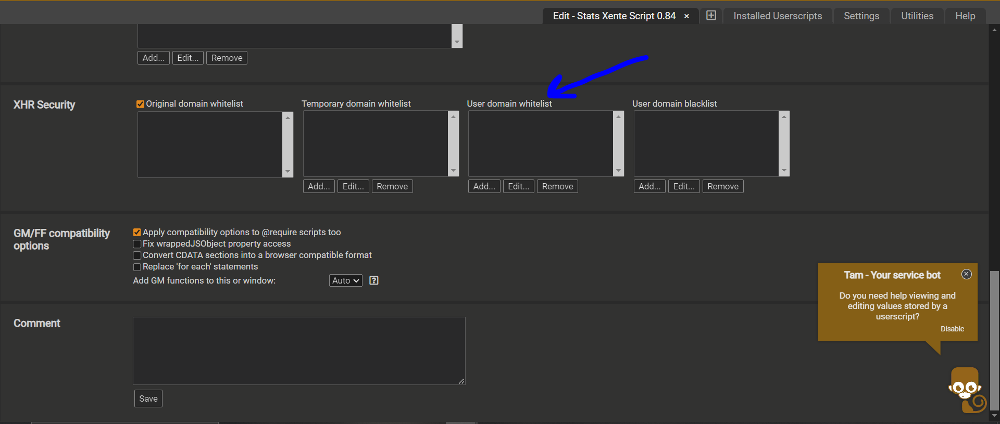 Edit - Stats Xente Script 0.84 ×
Installed Userscripts
Settings
Utilities
Help
Add... Edit... Remove
XHR Security
Original domain whitelist
Temporary domain whitelist
User domain whitelist
User domain blacklist
Add... Edit... Remove
Add... Edit... Remove
Add... Edit... Remove
GM/FF compatibility
options
Apply compatibility options to @require scripts too
Fix wrappedJSObject property access
Convert CDATA sections into a browser compatible format
Replace 'for each' statements
Add GM functions to this or window:
Auto
?
Tam - Your service bot
Do you need help viewing and
editing values stored by a
userscript?
Disable
Comment
Save